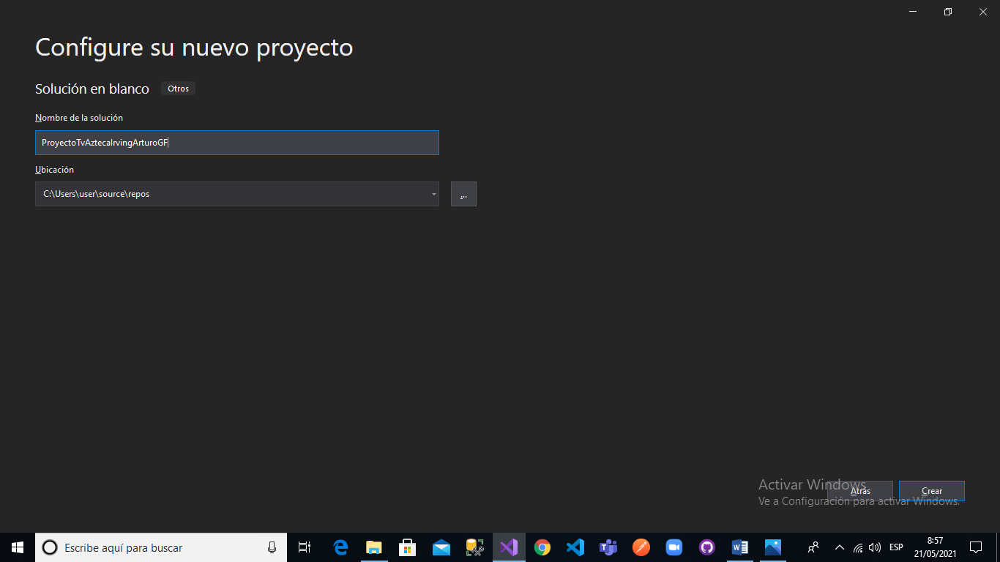 Configure su nuevo proyecto
Solución en blanco Otros
Nombre de la solución
ProyectoTvAztecaIrvingArturoGF
Ubicación
C:\Users\user\source\repos
...
Activar Windows
Ve a Configuración para activar Windows.
Atrás Crear
Escribe aquí para buscar
ESP
8:57
21/05/2021